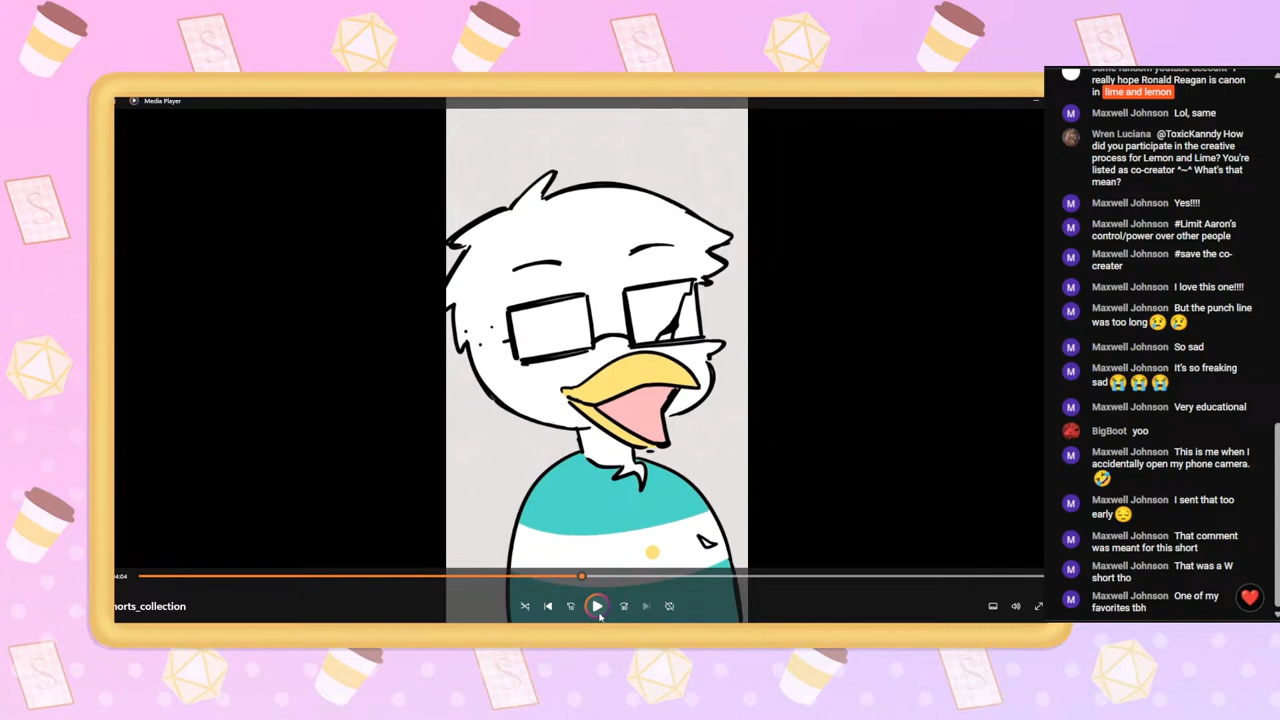 Media Player
some random youtube account "I
really hope Ronald Reagan is canon
in lime and lemon
Maxwell Johnson Lol, same
Wren Luciana @ToxicKanndy How
did you participate in the creative
process for Lemon and Lime? You're
listed as co-creator ^~^ What's that
mean?
Maxwell Johnson Yes!!!!
Maxwell Johnson #Limit Aaron's
control/power over other people
Maxwell Johnson #save the co-
creater
Maxwell Johnson I love this one!!!!
Maxwell Johnson But the punch line
was too long😢 😢
Maxwell Johnson So sad
Maxwell Johnson It's so freaking
sad😭 😭 😭
Maxwell Johnson Very educational
BigBoot yoo
Maxwell Johnson This is me when I
accidentally open my phone camera.
🤣
Maxwell Johnson I sent that too
early😔
Maxwell Johnson That comment
was meant for this short
Maxwell Johnson That was a W
short tho
Maxwell Johnson One of my
favorites tbh
4:04
horts_collection
S
S
S
S
S
S
S